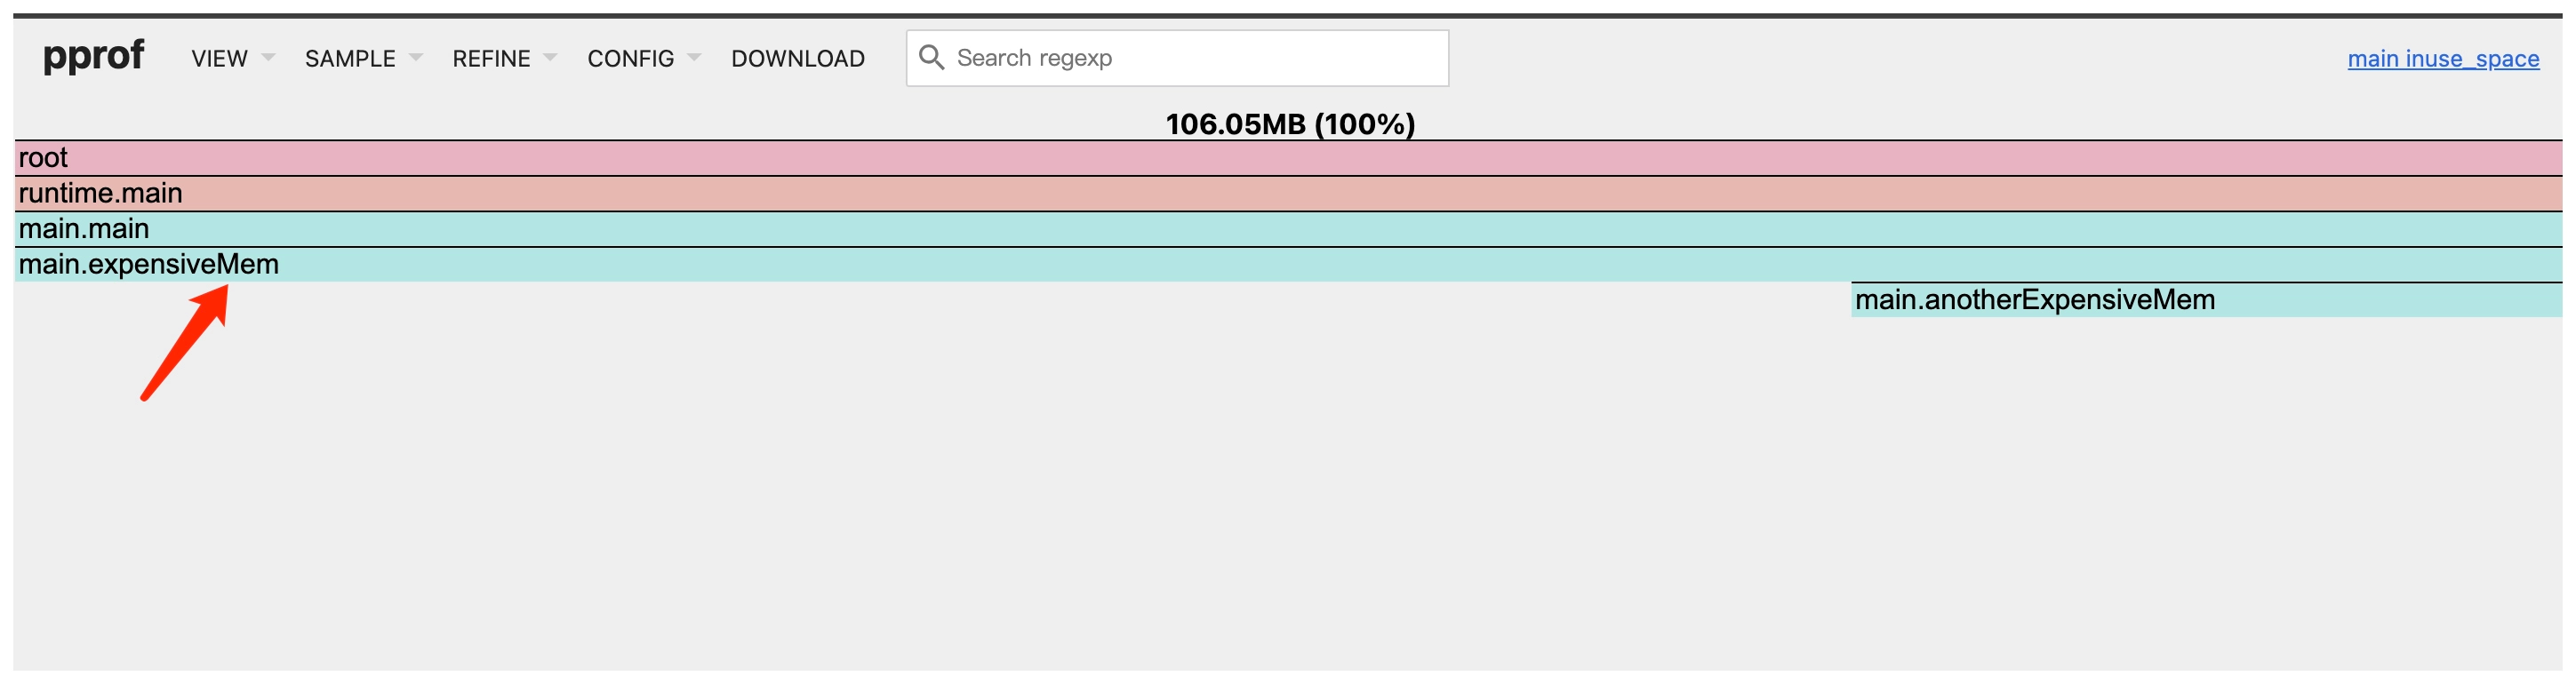 pprof VIEW SAMPLE REFINE CONFIG DOWNLOAD Search regexp main inuse_space
106.05MB (100%)
root
runtime.main
main.main
main.expensiveMem
main.anotherExpensiveMem